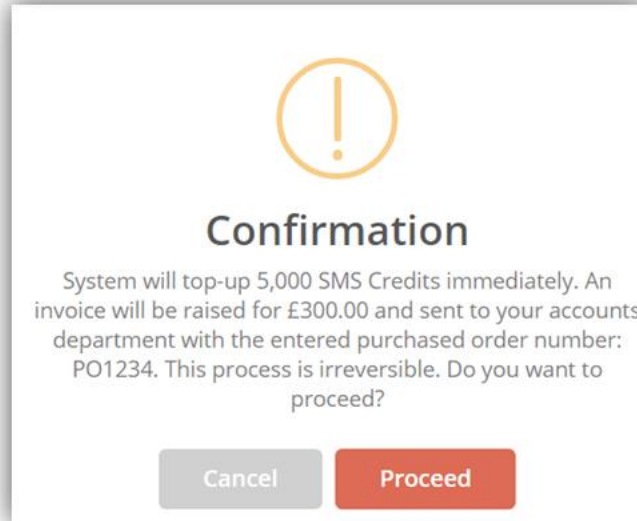 Confirmation
System will top-up 5,000 SMS Credits immediately. An
invoice will be raised for £300.00 and sent to your accounts
department with the entered purchased order number:
PO1234. This process is irreversible. Do you want to
proceed?
Cancel Proceed